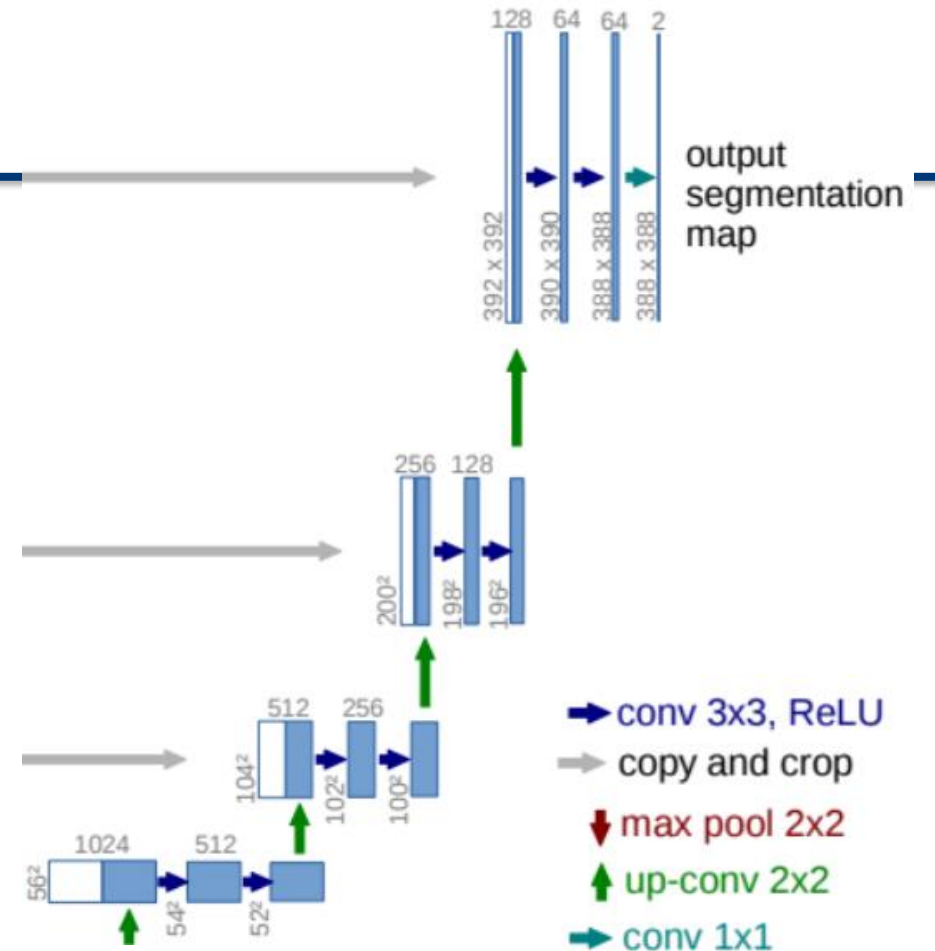 128 64 64 2
output
segmentation
map
392 x 392
390 x 390
388 x 388
388 x 388
256 128
200²
198²
196²
512 256
104²
102²
100²
1024 512
56²
54²
52²
conv 3x3, ReLU
copy and crop
max pool 2x2
up-conv 2x2
conv 1x1